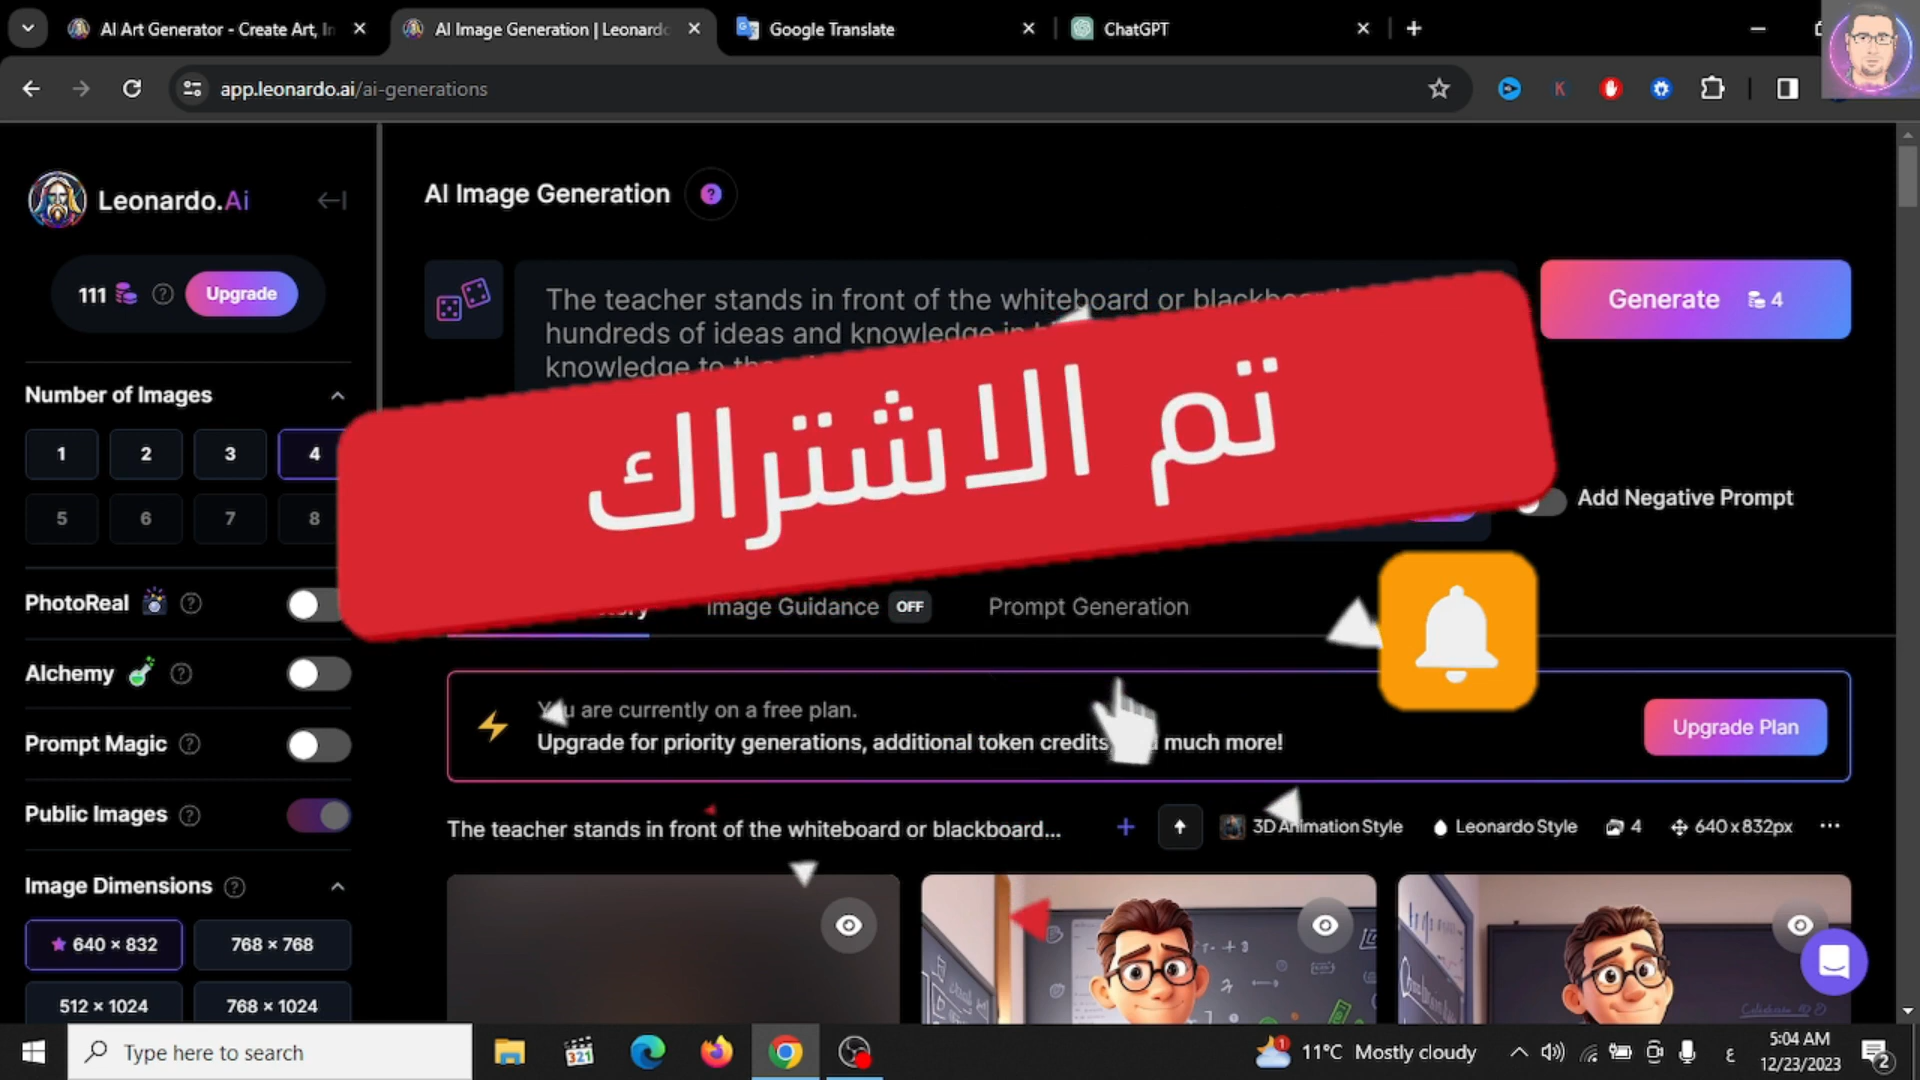 AI Art Generator - Create Art, In
AI Image Generation | Leonardo
Google Translate
ChatGPT
app.leonardo.ai/ai-generations
K
Leonardo.Ai
AI Image Generation
111
Upgrade
The teacher stands in front of the whiteboard or
hundreds of ideas and knowledge in
knowledge to
Generate 4
تم الاشتراك
Number of Images
1 2 3 4
5 6 7 8
Add Negative Prompt
PhotoReal
Image Guidance OFF
Prompt Generation
Alchemy
You are currently on a free plan.
Upgrade for priority generations, additional token credits much more!
Upgrade Plan
Prompt Magic
Public Images
The teacher stands in front of the whiteboard or blackboard...
3D Animation Style
Leonardo Style
4
640 x 832px
Image Dimensions
640 × 832
768 × 768
512 × 1024
768 × 1024
Type here to search
321
1
11°C Mostly cloudy
ع
5:04 AM
12/23/2023
2